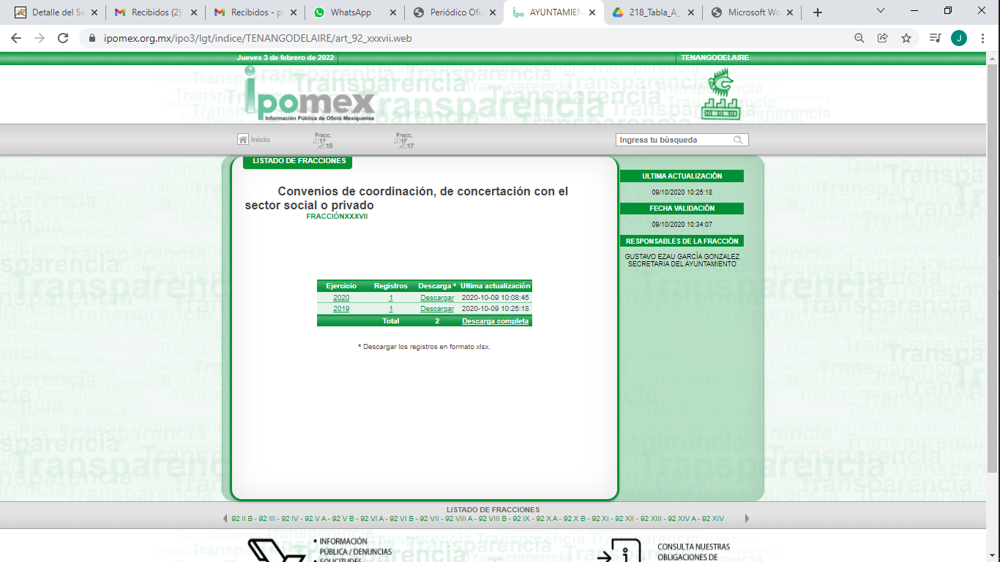 Detalle del Se
Recibidos (2)
Recibidos - p
WhatsApp
Periódico Ofic
AYUNTAMIEN
218_Tabla_A_
Microsoft Wo
ipomex.org.mx/ipo3/lgt/indice/TENANGODELAIRE/art_92_xxxvii.web
J
Jueves 3 de febrero de 2022
TENANGODELAIRE
ipomex
Información Pública de Oficio Mexiquense
Inicio
Fracc.
2015
Fracc.
2017
Ingresa tu búsqueda
LISTADO DE FRACCIONES
Convenios de coordinación, de concertación con el
sector social o privado
FRACCIÓNXXXVII
Ejercicio Registros Descarga * Ultima actualización
2020 1 Descargar 2020-10-09 10:08:45
2019 1 Descargar 2020-10-09 10:25:18
Total 2 Descarga completa
* Descargar los registros en formato xlsx.
ULTIMA ACTUALIZACIÓN
09/10/2020 10:25:18
FECHA VALIDACIÓN
09/10/2020 10:34:07
RESPONSABLES DE LA FRACCIÓN
GUSTAVO EZAU GARCÍA GONZALEZ
SECRETARIA DEL AYUNTAMIENTO
LISTADO DE FRACCIONES
92 II B - 92 III - 92 IV - 92 V A - 92 V B - 92 VI A - 92 VI B - 92 VII - 92 VIII A - 92 VIII B - 92 IX - 92 X A - 92 X B - 92 XI - 92 XII - 92 XIII - 92 XIV A - 92 XIV
• INFORMACIÓN
PÚBLICA / DENUNCIAS
• SOLICITUDES
CONSULTA NUESTRAS
OBLIGACIONES DE